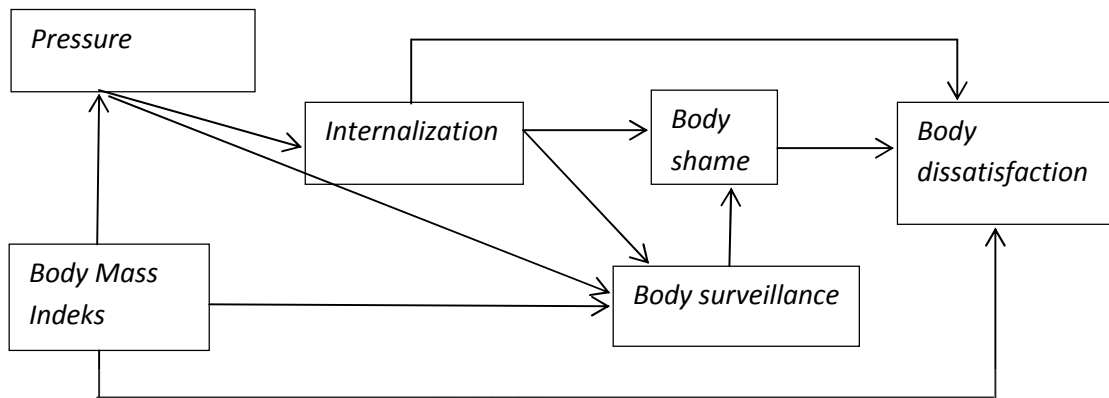 Pressure
Internalization
Body
shame
Body
dissatisfaction
Body Mass
Indeks
Body surveillance